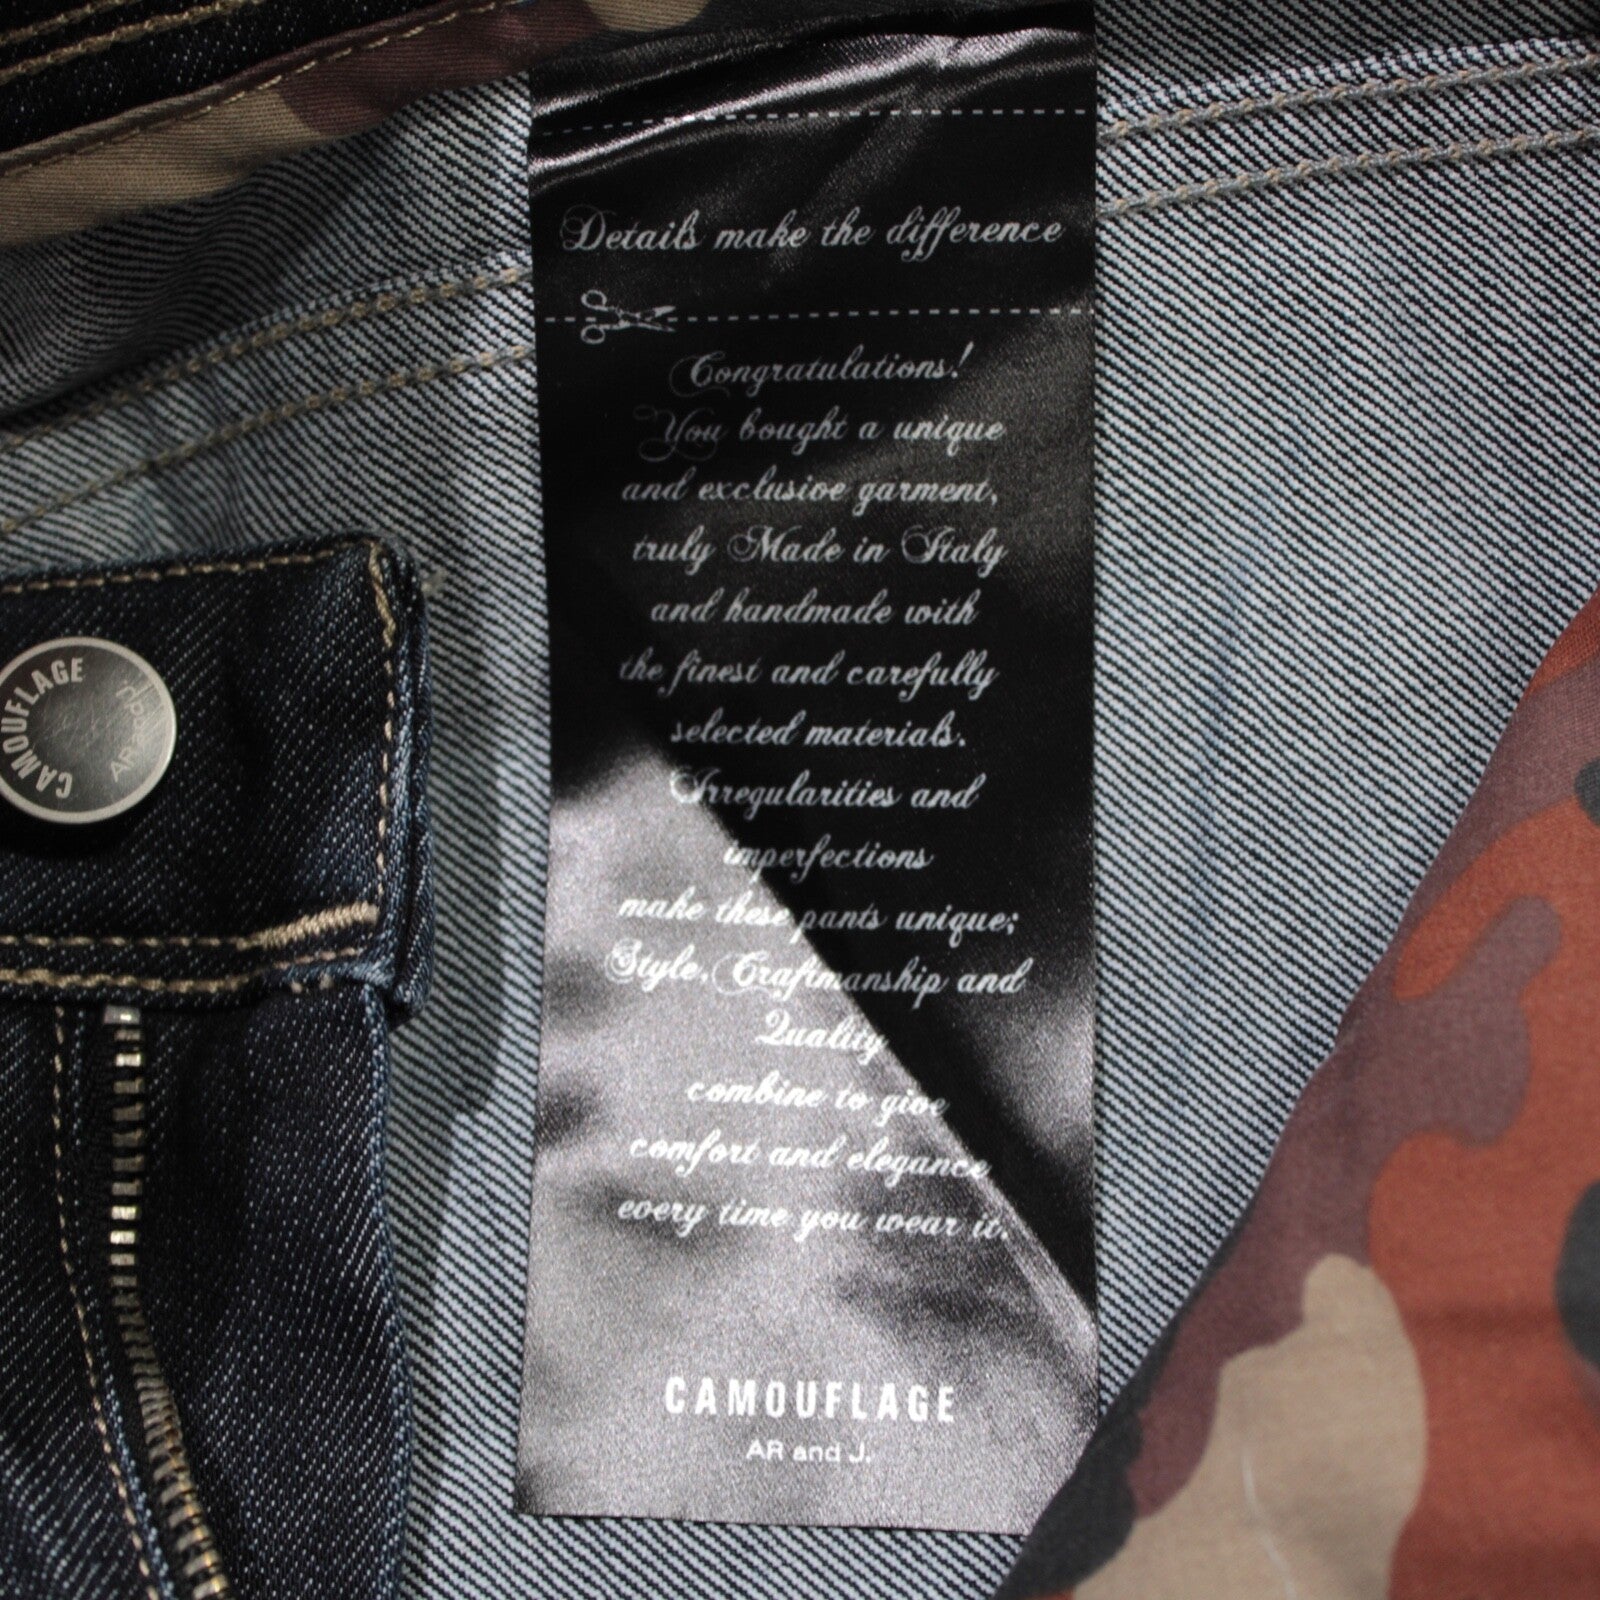 Details make the difference
Congratulations!
You bought a unique
and exclusive garment,
truly Made in Italy
and handmade with
the finest and carefully
selected materials.
Irregularities and
imperfections
make these pants unique;
Style, Craftmanship and
Quality
combine to give
comfort and elegance
every time you wear it.
CAMOUFLAGE
AR and J.
CAMOUFLAGE